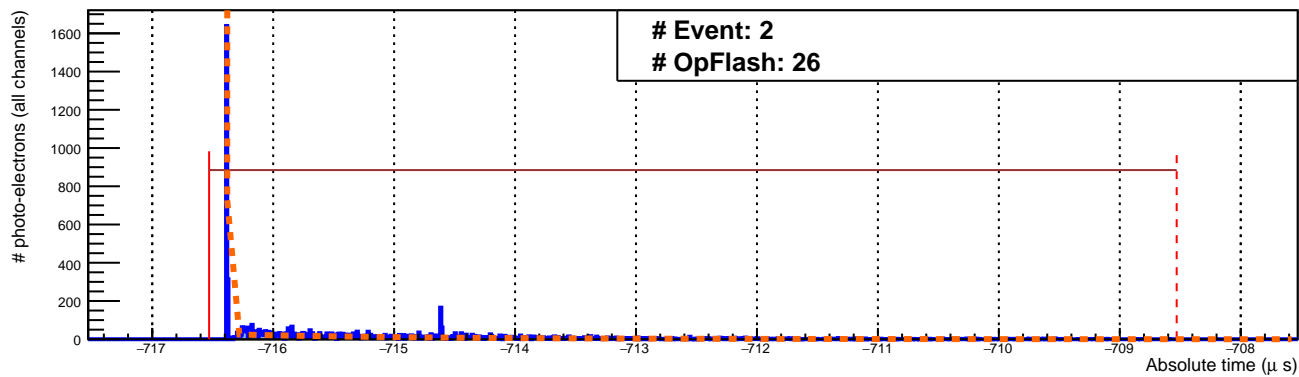 # Event: 2
# OpFlash: 26
# photo-electrons (all channels)
1600
1400
1200
1000
800
600
400
200
0
−717 −716 −715 −714 −713 −712 −711 −710 −709 −708
Absolute time (μ s)